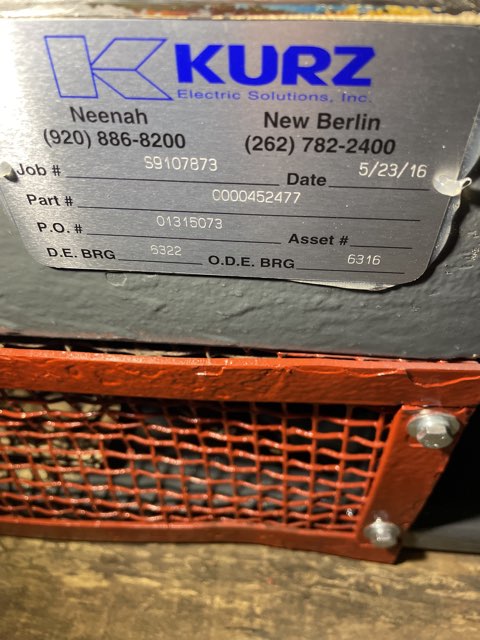 KURZ
Electric Solutions, Inc.
Neenah New Berlin
(920) 886-8200 (262) 782-2400
Job # S9107873 Date 5/23/16
Part # C000452477
P.O. # 01315073 Asset #
D.E. BRG 6322 O.D.E. BRG 6316